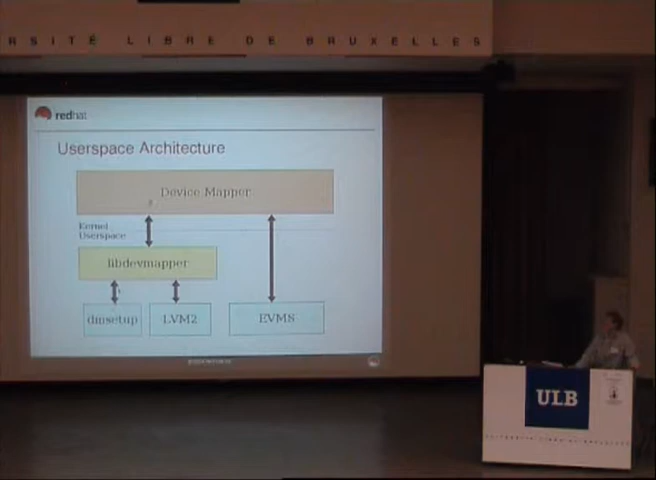 RSITÉ LIBRE DE BRUXELLES
redhat
Userspace Architecture
Device Mapper
Kernel
Userspace
libdevmapper
dmsetup LVM2 EVMS
ULB